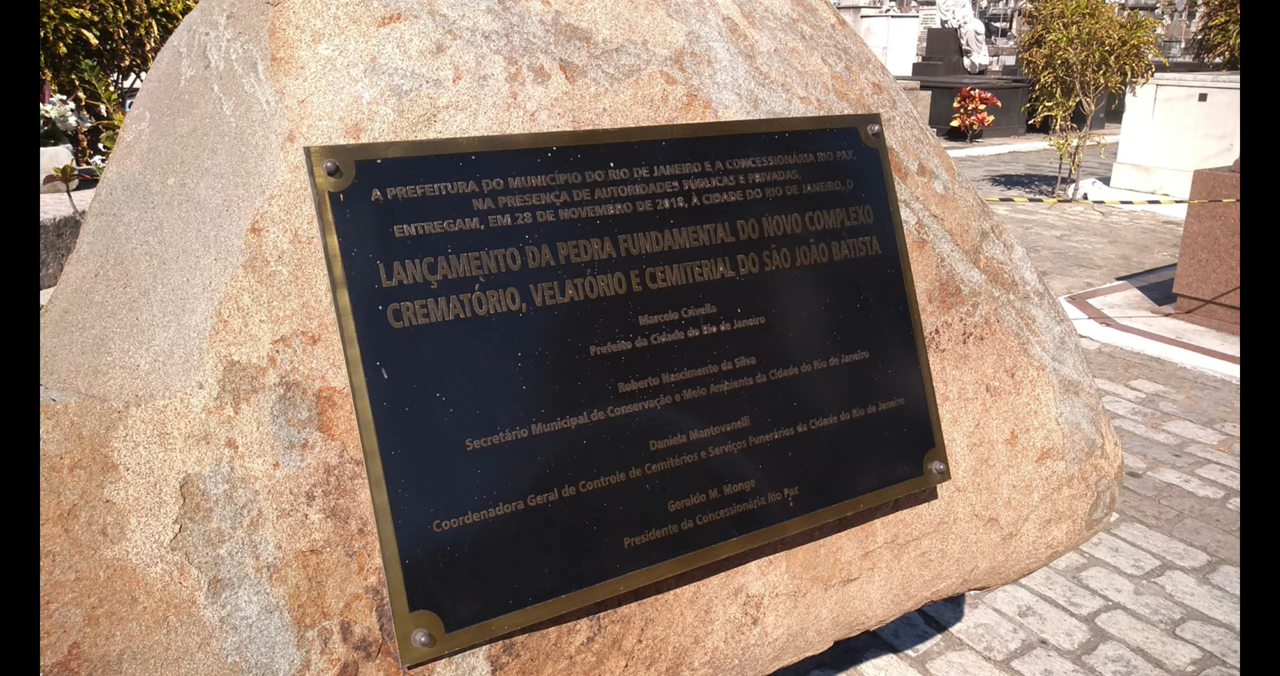 A PREFEITURA DO MUNICÍPIO DO RIO DE JANEIRO E A CONCESSIONÁRIA RIO PAX,
NA PRESENÇA DE AUTORIDADES PÚBLICAS E PRIVADAS,
ENTREGAM, EM 28 DE NOVEMBRO DE 2018, À CIDADE DO RIO DE JANEIRO, O
LANÇAMENTO DA PEDRA FUNDAMENTAL DO NOVO COMPLEXO
CREMATÓRIO, VELATÓRIO E CEMITERIAL DO SÃO JOÃO BATISTA
Marcelo Crivella
Prefeito da Cidade do Rio de Janeiro
Roberto Nascimento da Silva
Secretário Municipal de Conservação e Meio Ambiente da Cidade do Rio de Janeiro
Daniela Mantovanelli
Coordenadora Geral de Controle de Cemitérios e Serviços Funerários da Cidade do Rio de Janeiro
Geraldo M. Monge
Presidente da Concessionária Rio Pax